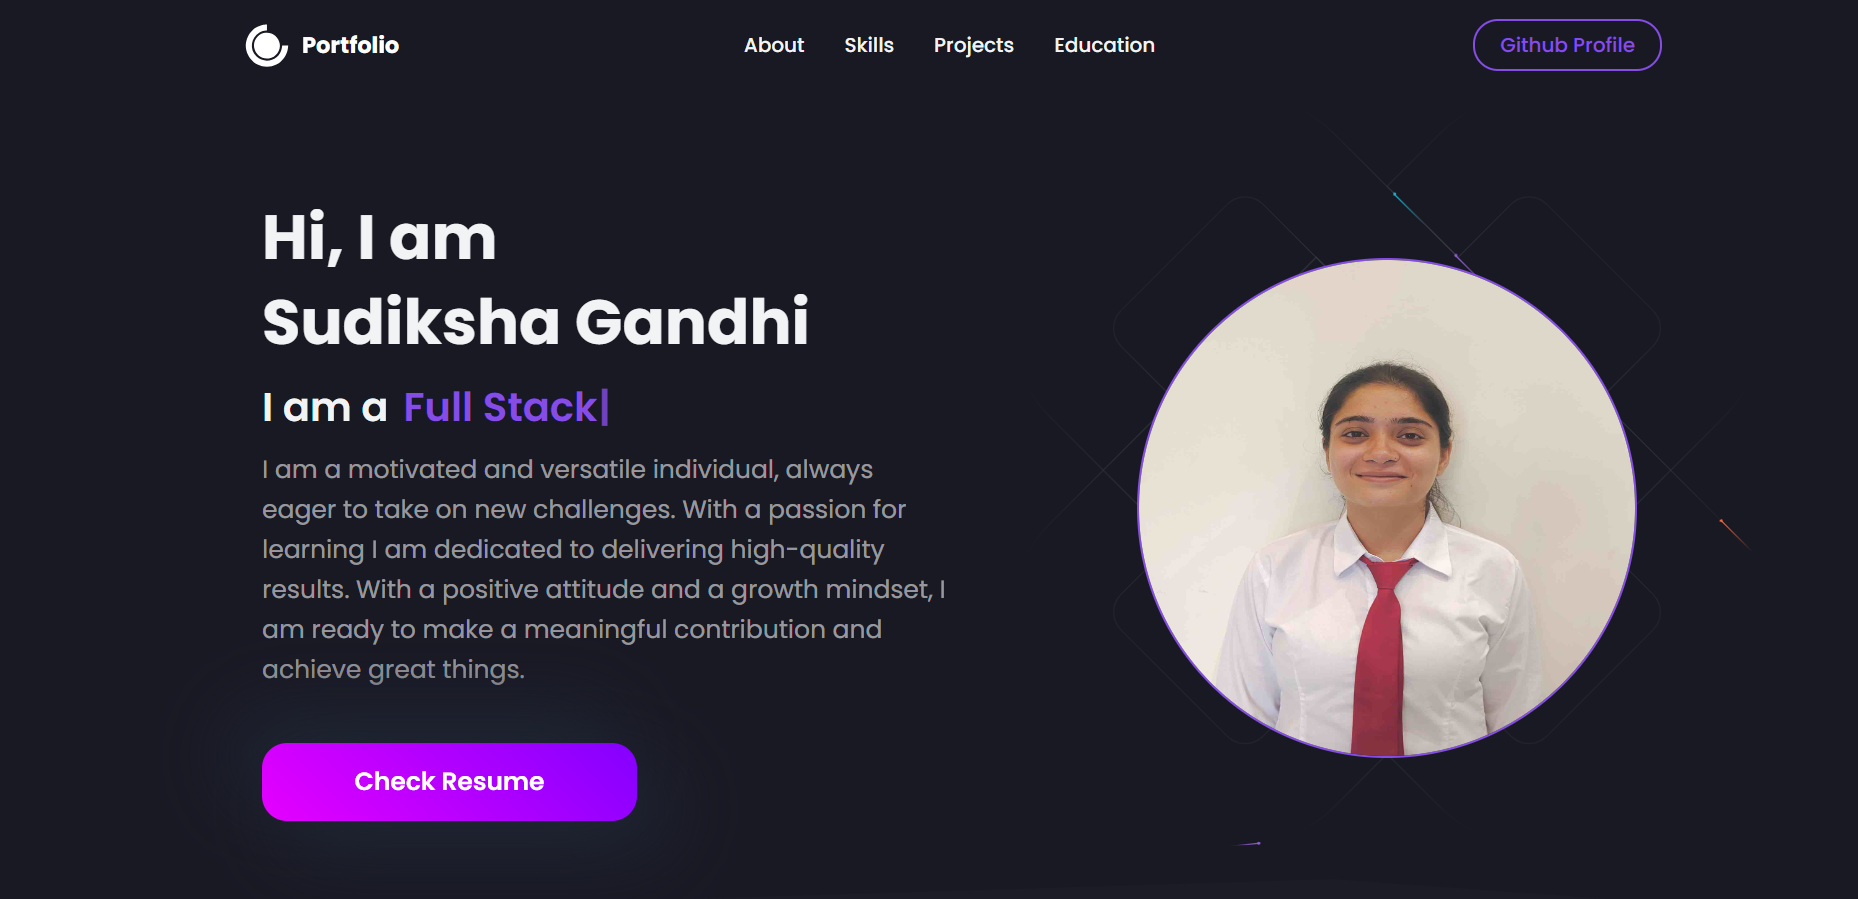 Portfolio
About Skills Projects Education
Github Profile
Hi, I am
Sudiksha Gandhi
I am a Full Stack|
I am a motivated and versatile individual, always
eager to take on new challenges. With a passion for
learning I am dedicated to delivering high-quality
results. With a positive attitude and a growth mindset, I
am ready to make a meaningful contribution and
achieve great things.
Check Resume